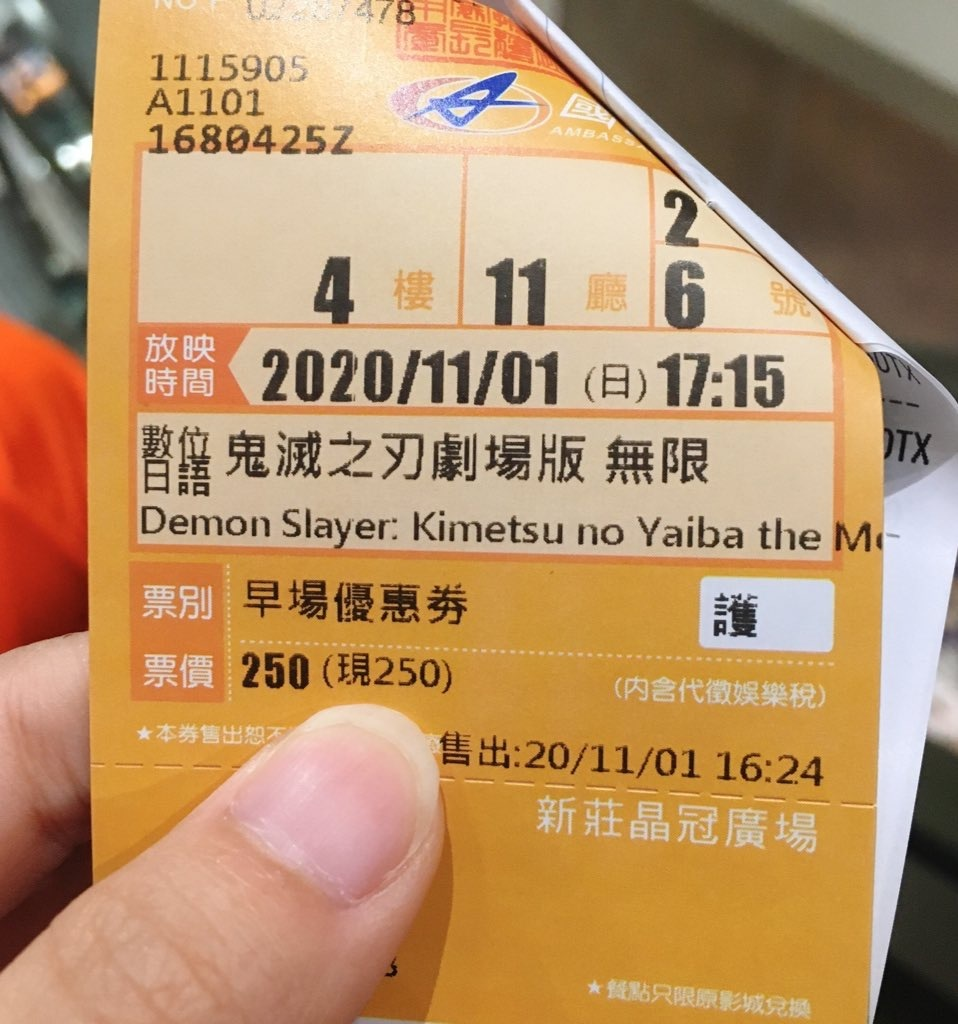 1115905
A1101
1680425Z
國
AMBASS
2
4 樓 11 廳 6 號
放映時間 2020/11/01 (日) 17:15
數位日語 鬼滅之刃劇場版 無限
Demon Slayer: Kimetsu no Yaiba the M
票別 早場優惠券 護
票價 250 (現250)
(內含代徵娛樂稅)
★本券售出恕不
售出:20/11/01 16:24
新莊晶冠廣場
★餐點只限原影城兌換